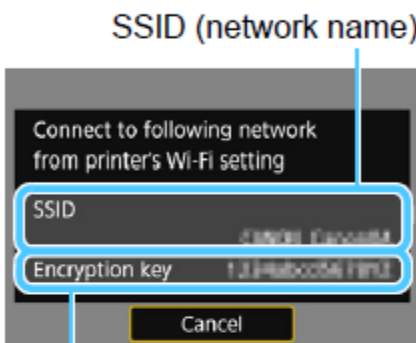 SSID (network name)
Connect to following network
from printer's Wi-Fi setting
SSID
Encryption key
Cancel